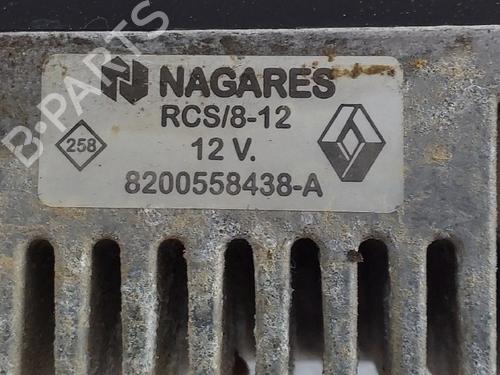 NAGARES
RCS/8-12
258
12 V.
8200558438-A
B-PARTS